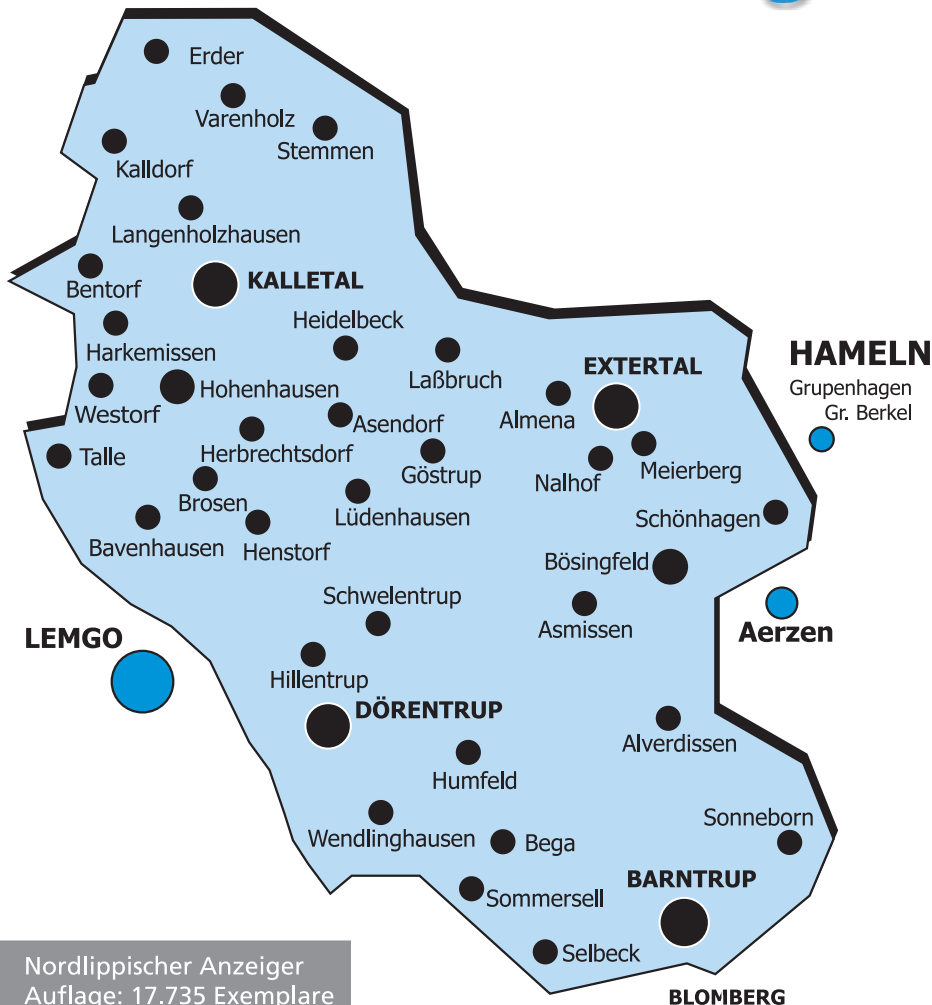 Erder
Varenholz
Stemmen
Kalldorf
Langenholzhausen
Bentorf
KALLETAL
Heidelbeck
Harkemissen
Laßbruch
HAMELN
EXTERTAL
Grupenhagen
Gr. Berkel
Hohenhausen
Westorf
Asendorf
Almena
Talle
Herbrechtsdorf
Göstrup
Nalhof
Meierberg
Brosen
Lüdenhausen
Schönhagen
Bavenhausen
Henstorf
Bösingfeld
Schwelentrup
Asmissen
Aerzen
LEMGO
Hillentrup
DÖRENTRUP
Alverdissen
Humfeld
Sonneborn
Wendlinghausen
Bega
BARNTRUP
Sommersell
Selbeck
Nordlippischer Anzeiger
Auflage: 17.735 Exemplare
BLOMBERG